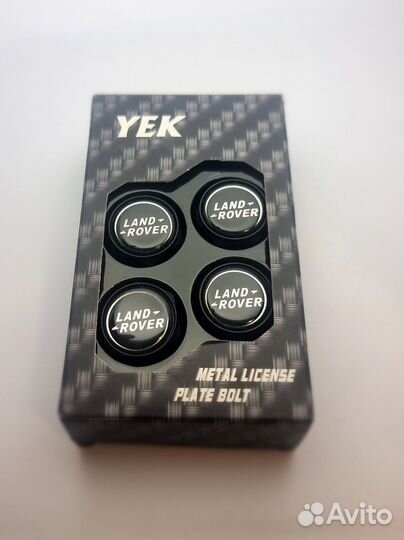 YEK
LAND
ROVER
LAND
ROVER
LAND
ROVER
LAND
ROVER
METAL LICENSE
PLATE BOLT
Avito